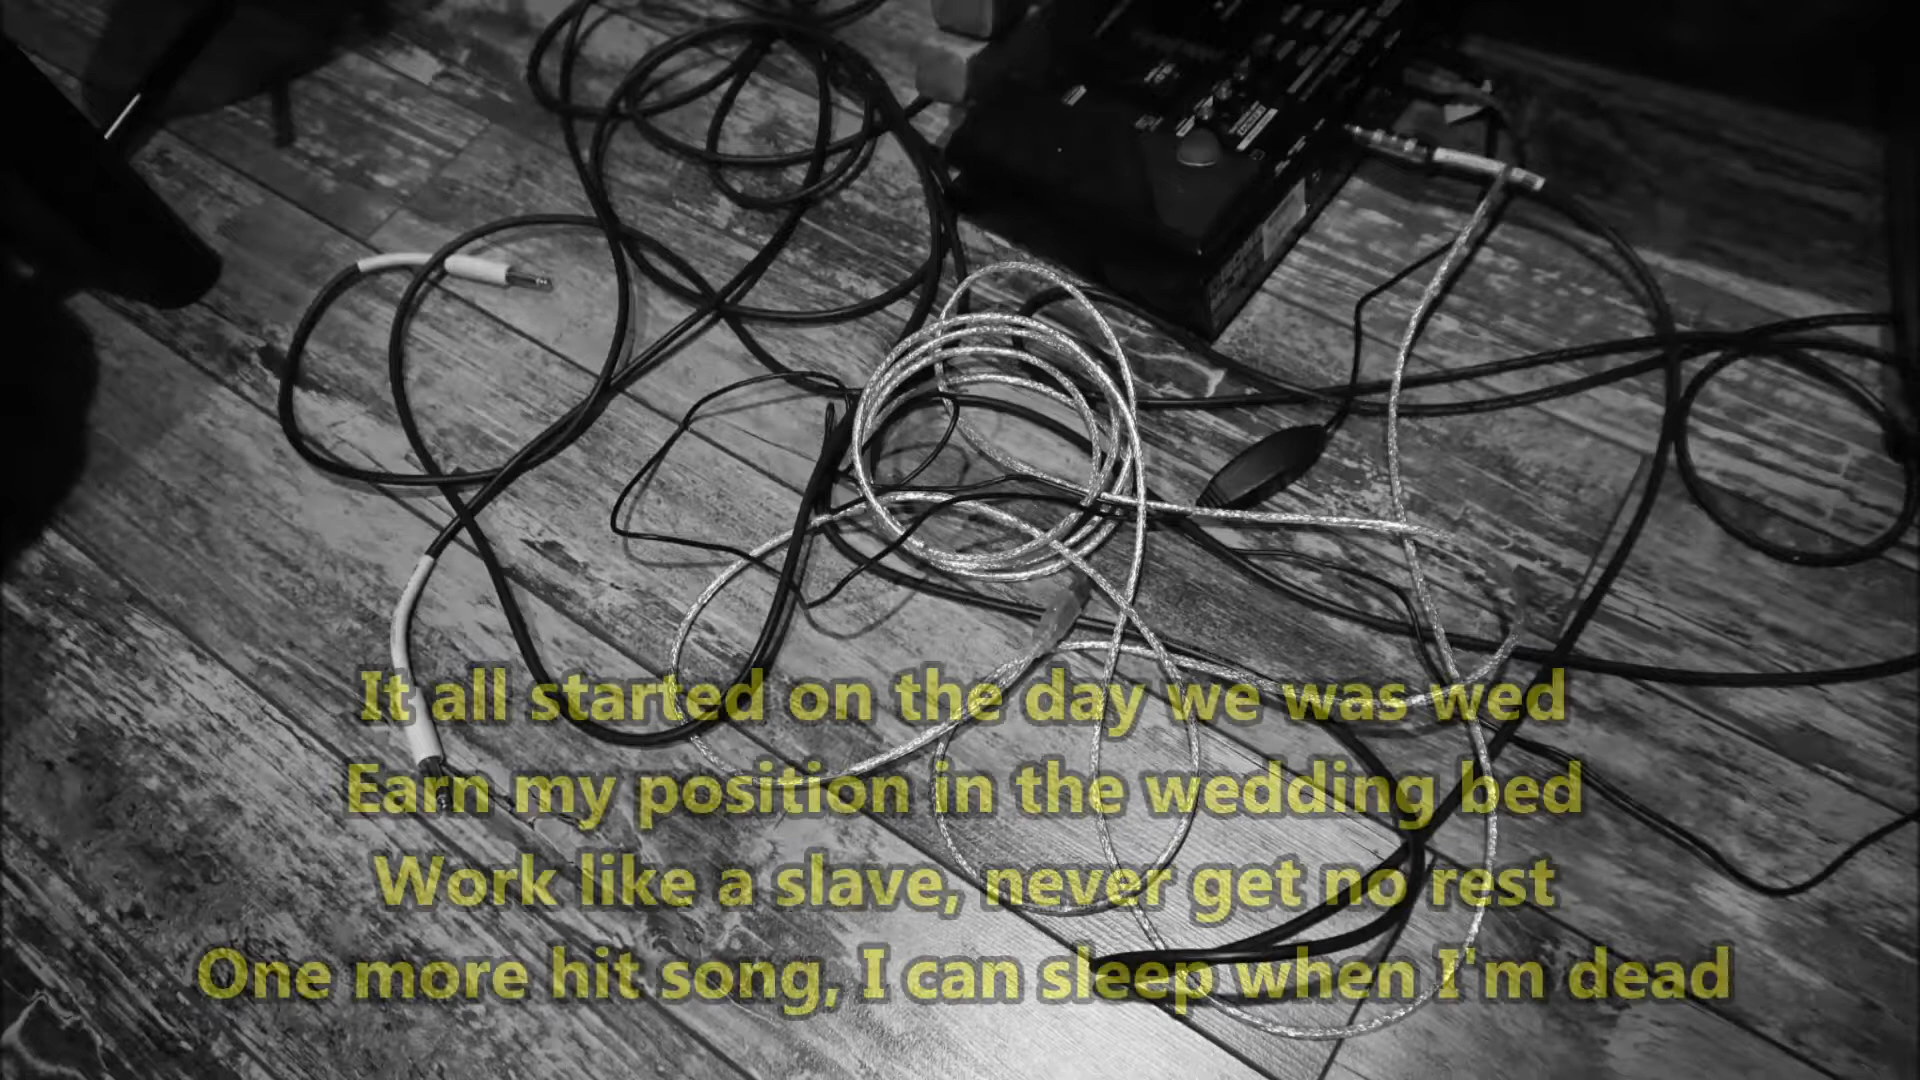 It all started on the day we was wed
Earn my position in the wedding bed
Work like a slave, never get no rest
One more hit song, I can sleep when I'm dead